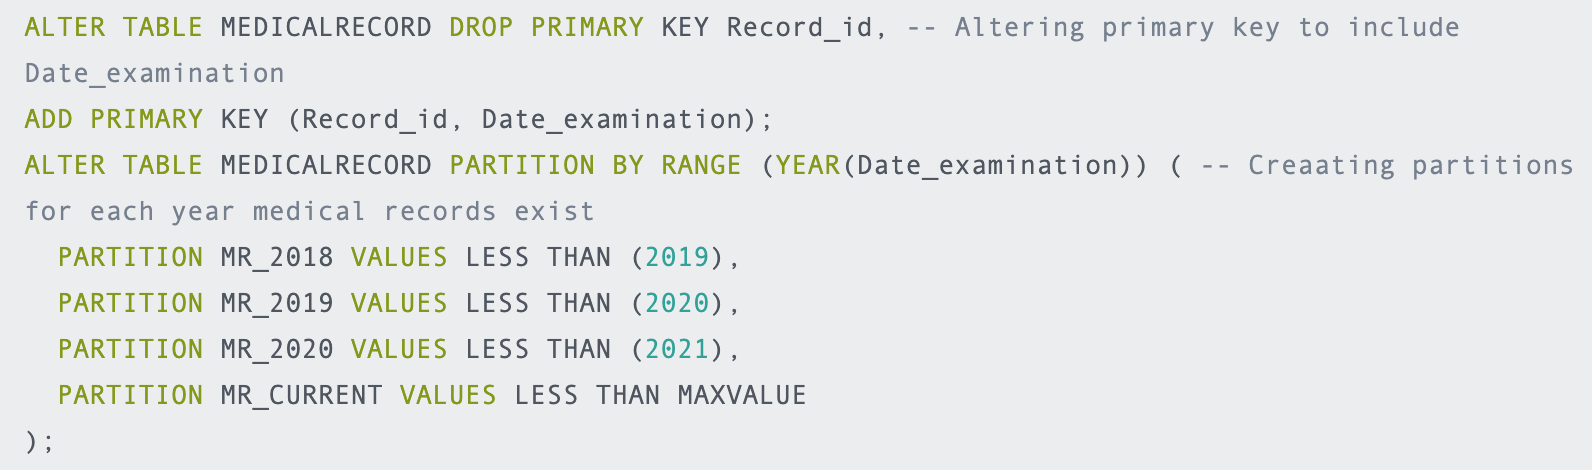 ALTER TABLE MEDICALRECORD DROP PRIMARY KEY Record_id, -- Altering primary key to include
Date_examination
ADD PRIMARY KEY (Record_id, Date_examination);
ALTER TABLE MEDICALRECORD PARTITION BY RANGE (YEAR(Date_examination)) ( -- Creaating partitions
for each year medical records exist
  PARTITION MR_2018 VALUES LESS THAN (2019),
  PARTITION MR_2019 VALUES LESS THAN (2020),
  PARTITION MR_2020 VALUES LESS THAN (2021),
  PARTITION MR_CURRENT VALUES LESS THAN MAXVALUE
);